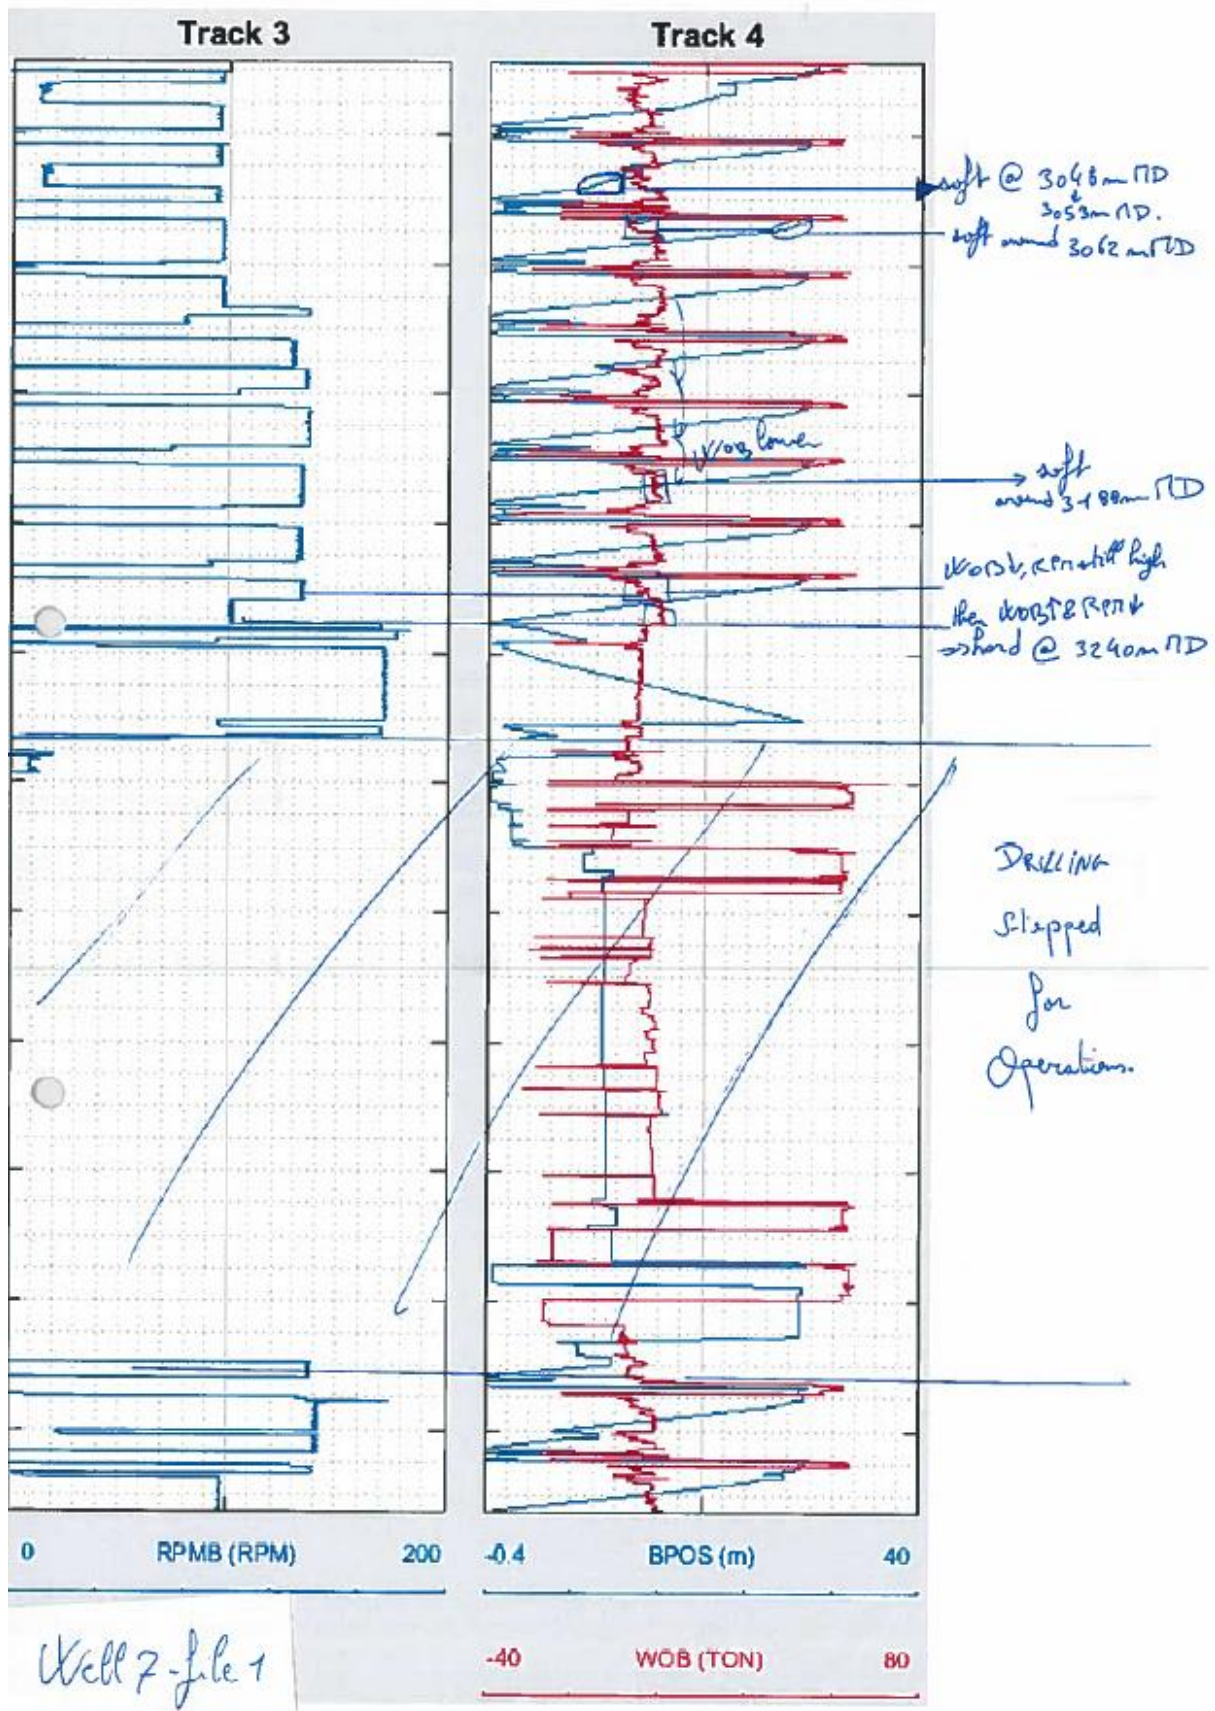 Track 3
Track 4
soft @ 3048m MD
3053m MD.
soft around 3062m MD
WOB lower
soft
around 3188m MD
WOB↓, RPM still high
then WOB↑ & RPM↓
→ hard @ 3240m MD
DRILLING
Stopped
for
Operations.
0 RPMB (RPM) 200
-0.4 BPOS (m) 40
-40 WOB (TON) 80
Well 7 - file 1